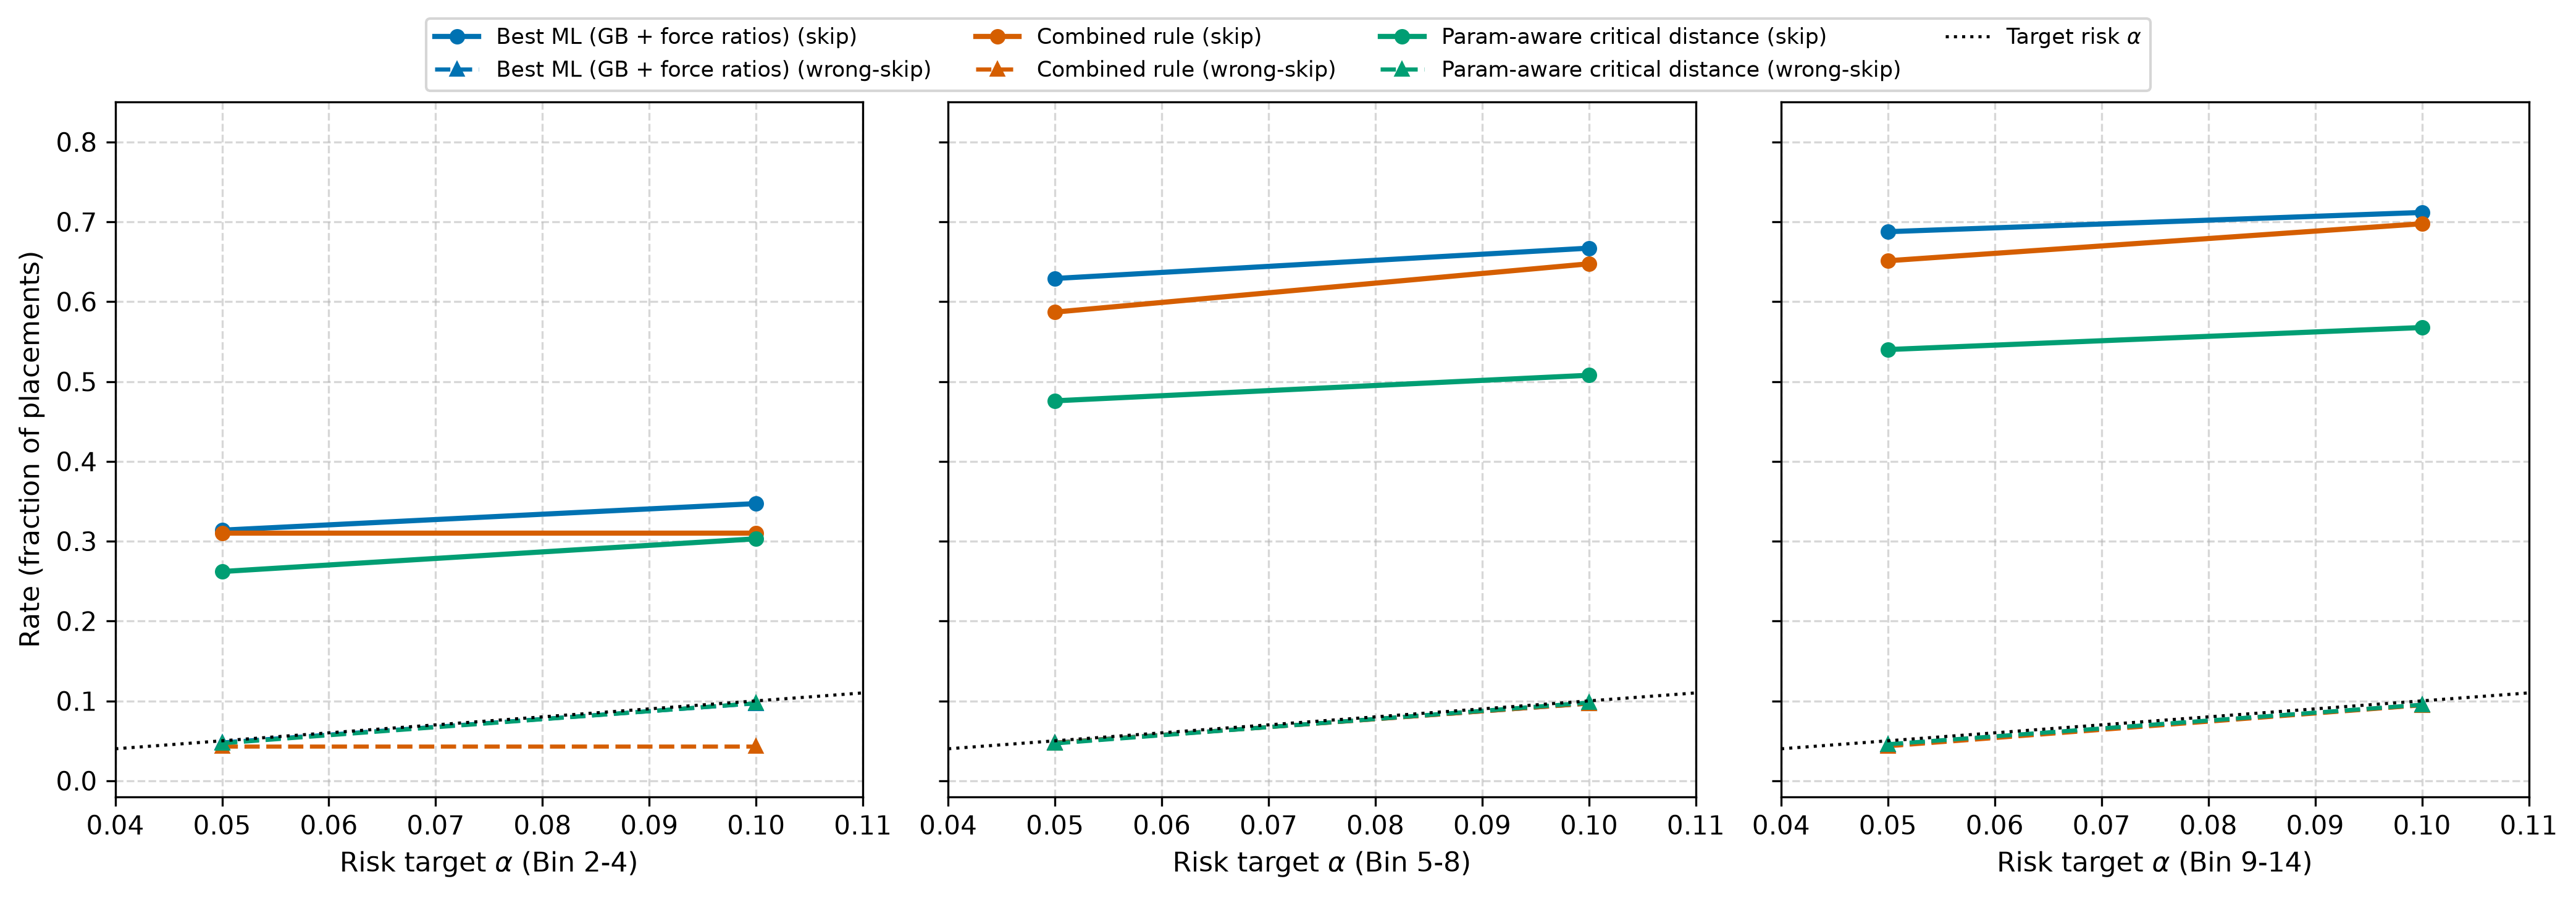 Best ML (GB + force ratios) (skip)
Best ML (GB + force ratios) (wrong-skip)
Combined rule (skip)
Combined rule (wrong-skip)
Param-aware critical distance (skip)
Param-aware critical distance (wrong-skip)
Target risk α
Rate (fraction of placements)
0.8
0.7
0.6
0.5
0.4
0.3
0.2
0.1
0.0
0.04 0.05 0.06 0.07 0.08 0.09 0.10 0.11
Risk target α (Bin 2-4)
0.04 0.05 0.06 0.07 0.08 0.09 0.10 0.11
Risk target α (Bin 5-8)
0.04 0.05 0.06 0.07 0.08 0.09 0.10 0.11
Risk target α (Bin 9-14)